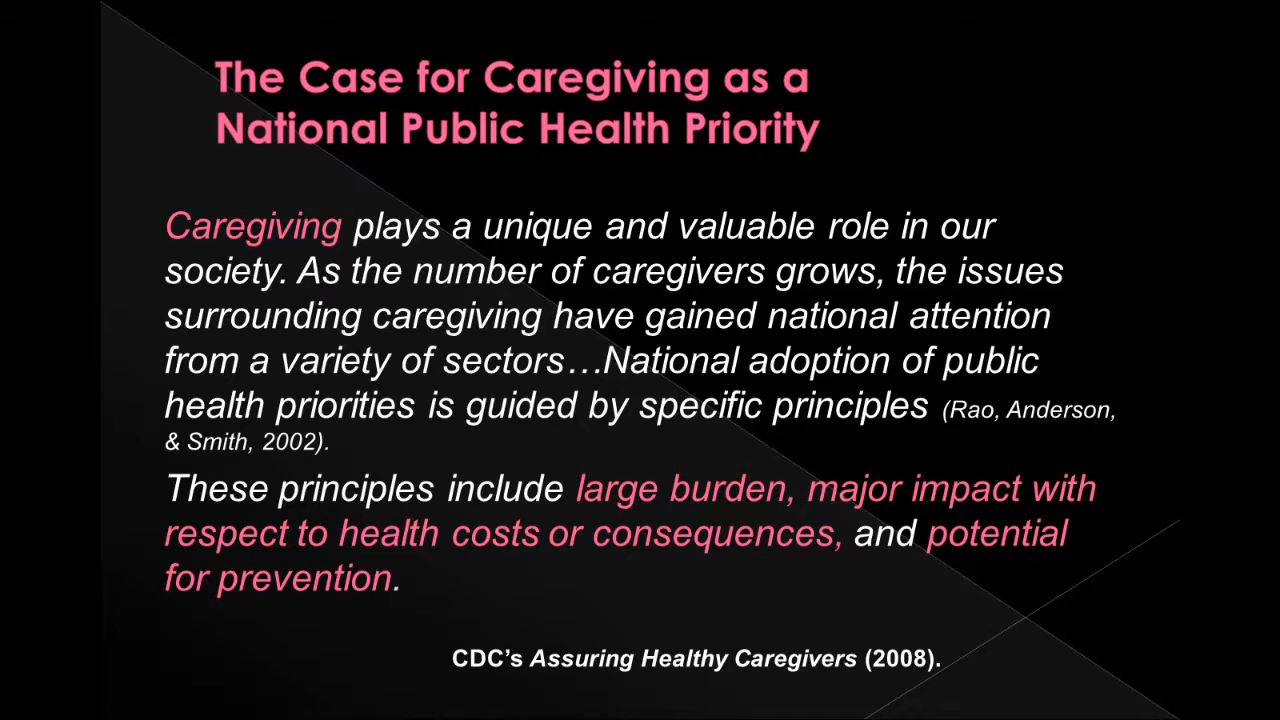 The Case for Caregiving as a
National Public Health Priority
Caregiving plays a unique and valuable role in our
society. As the number of caregivers grows, the issues
surrounding caregiving have gained national attention
from a variety of sectors…National adoption of public
health priorities is guided by specific principles (Rao, Anderson,
& Smith, 2002).
These principles include large burden, major impact with
respect to health costs or consequences, and potential
for prevention.
CDC’s Assuring Healthy Caregivers (2008).